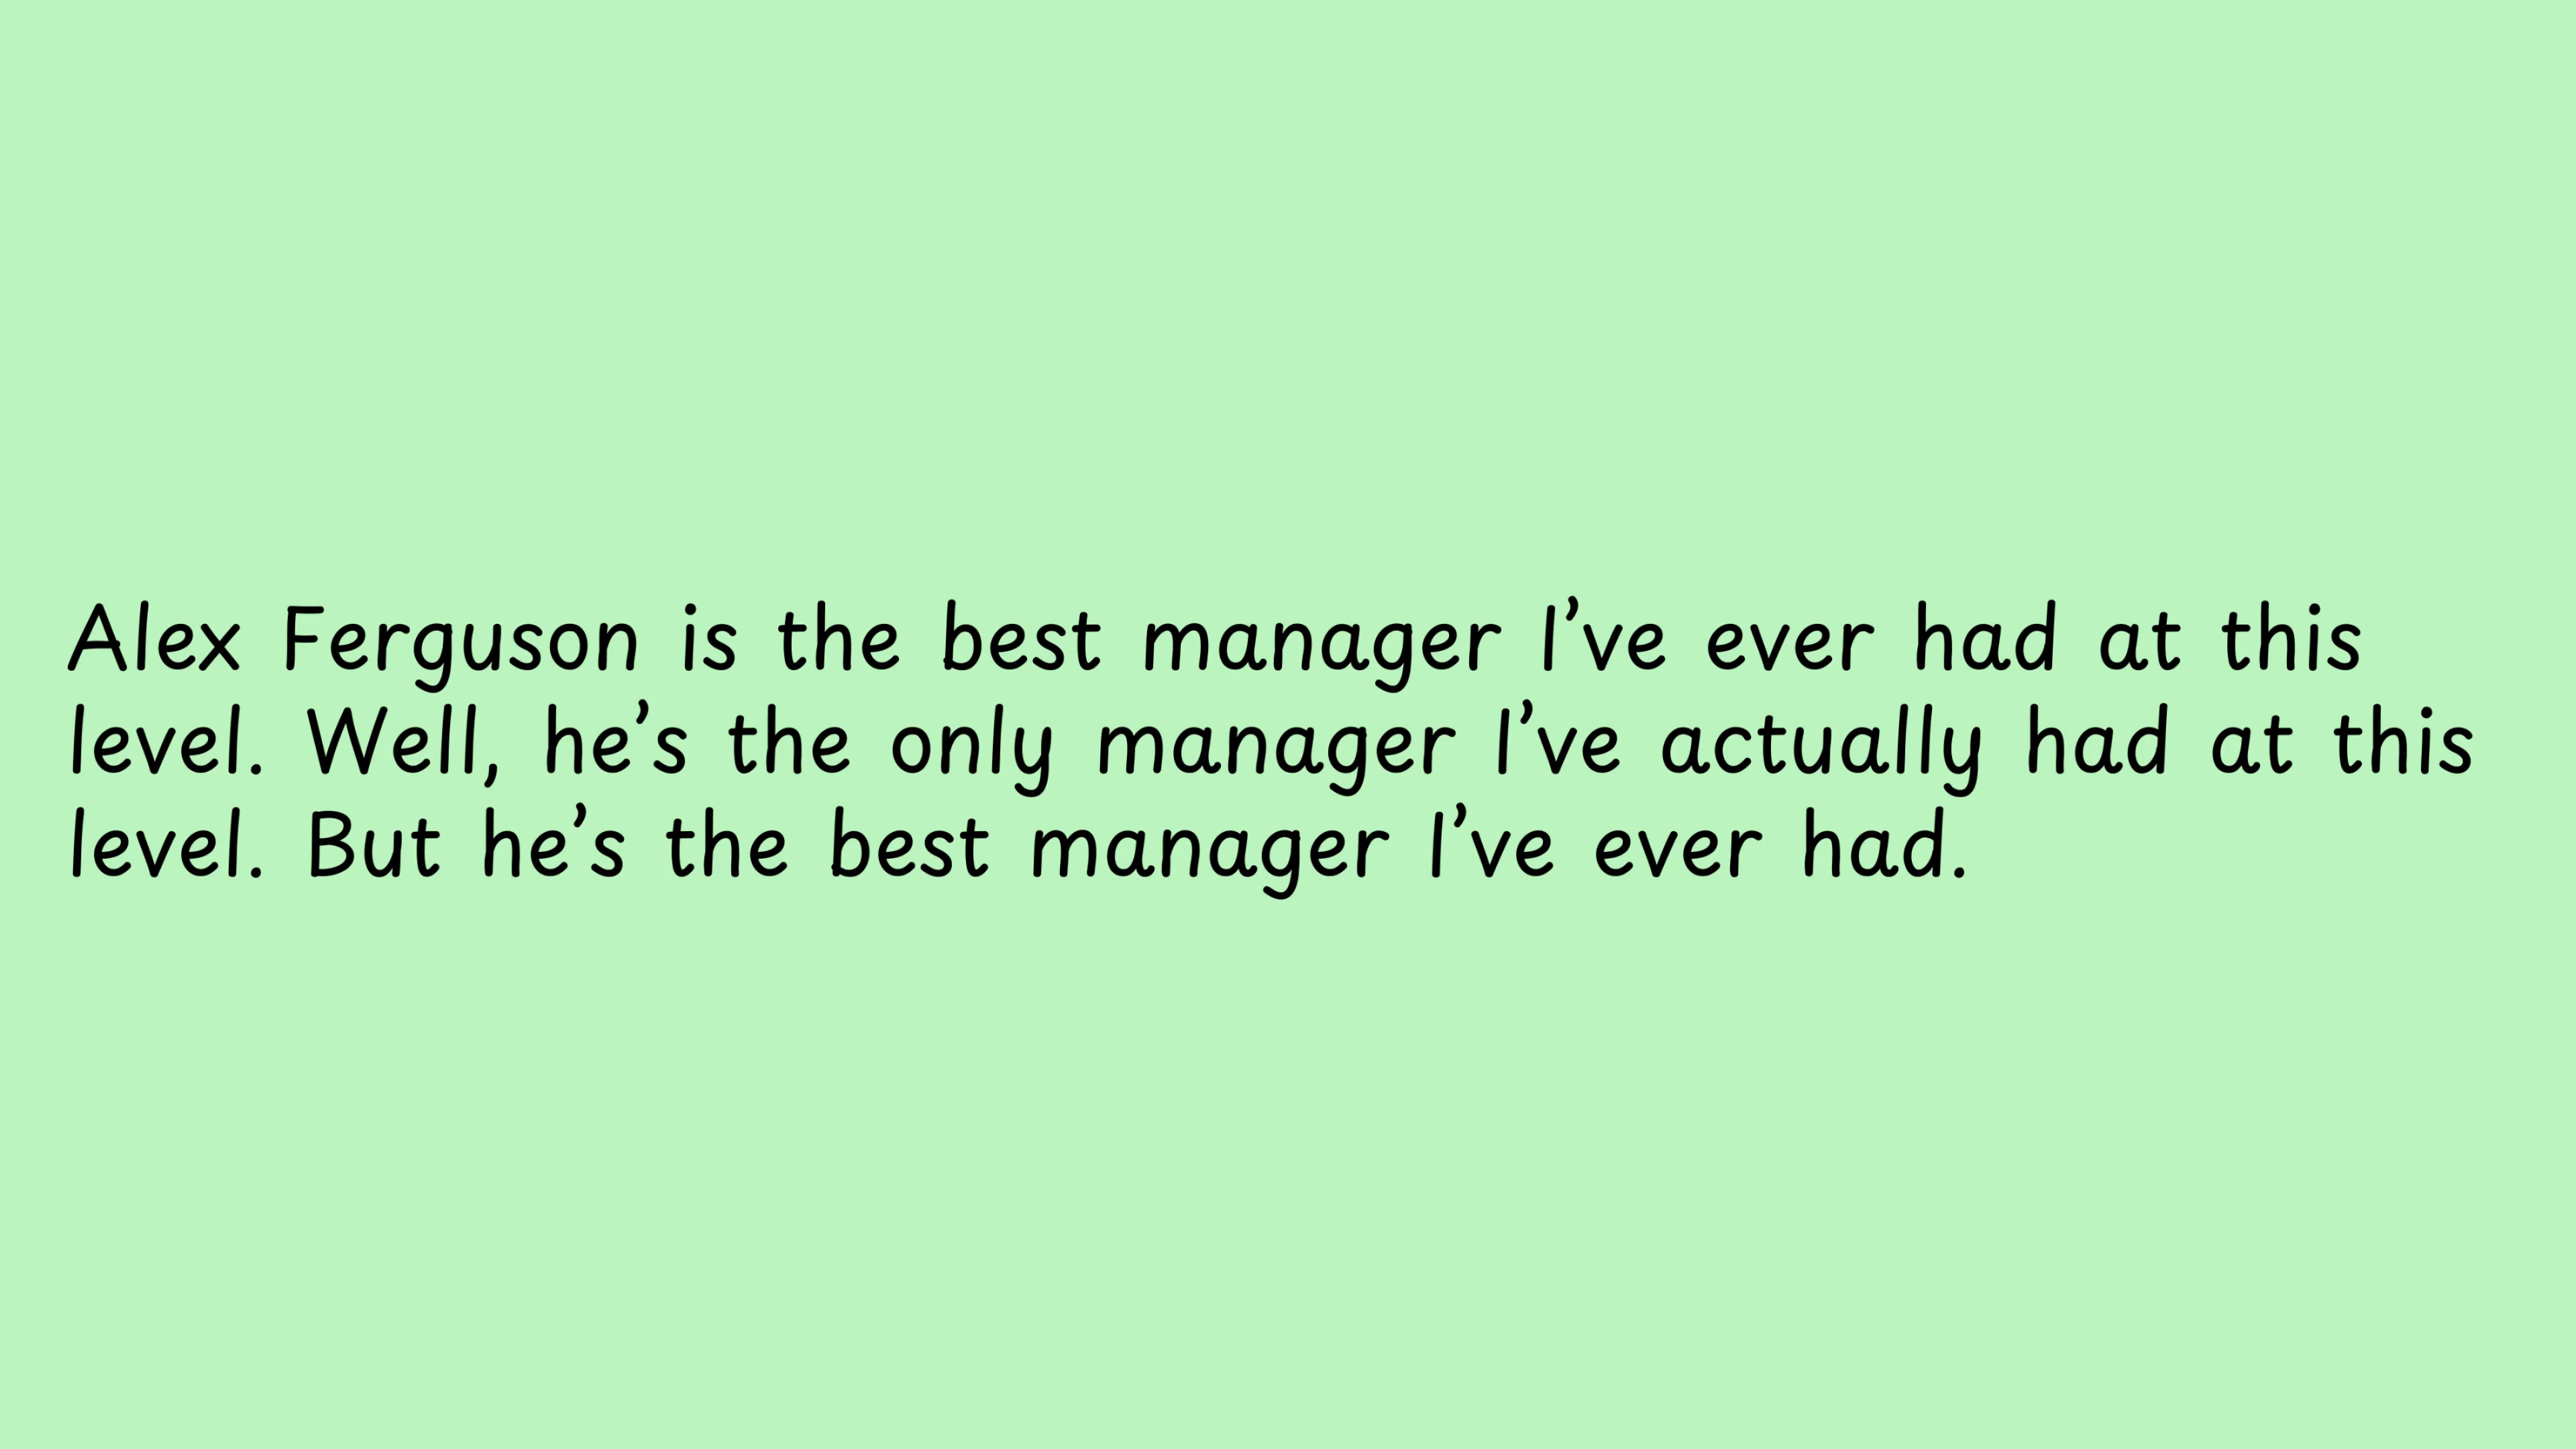 Alex Ferguson is the best manager I’ve ever had at this
level. Well, he’s the only manager I’ve actually had at this
level. But he’s the best manager I’ve ever had.